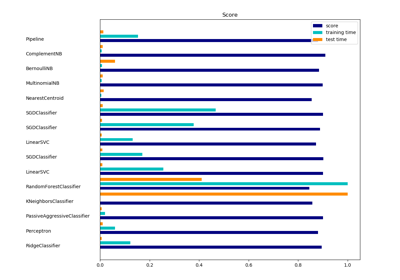 Score
score
training time
test time
Pipeline
ComplementNB
BernoulliNB
MultinomialNB
NearestCentroid
SGDClassifier
SGDClassifier
LinearSVC
SGDClassifier
LinearSVC
RandomForestClassifier
KNeighborsClassifier
PassiveAggressiveClassifier
Perceptron
RidgeClassifier
0.0 0.2 0.4 0.6 0.8 1.0